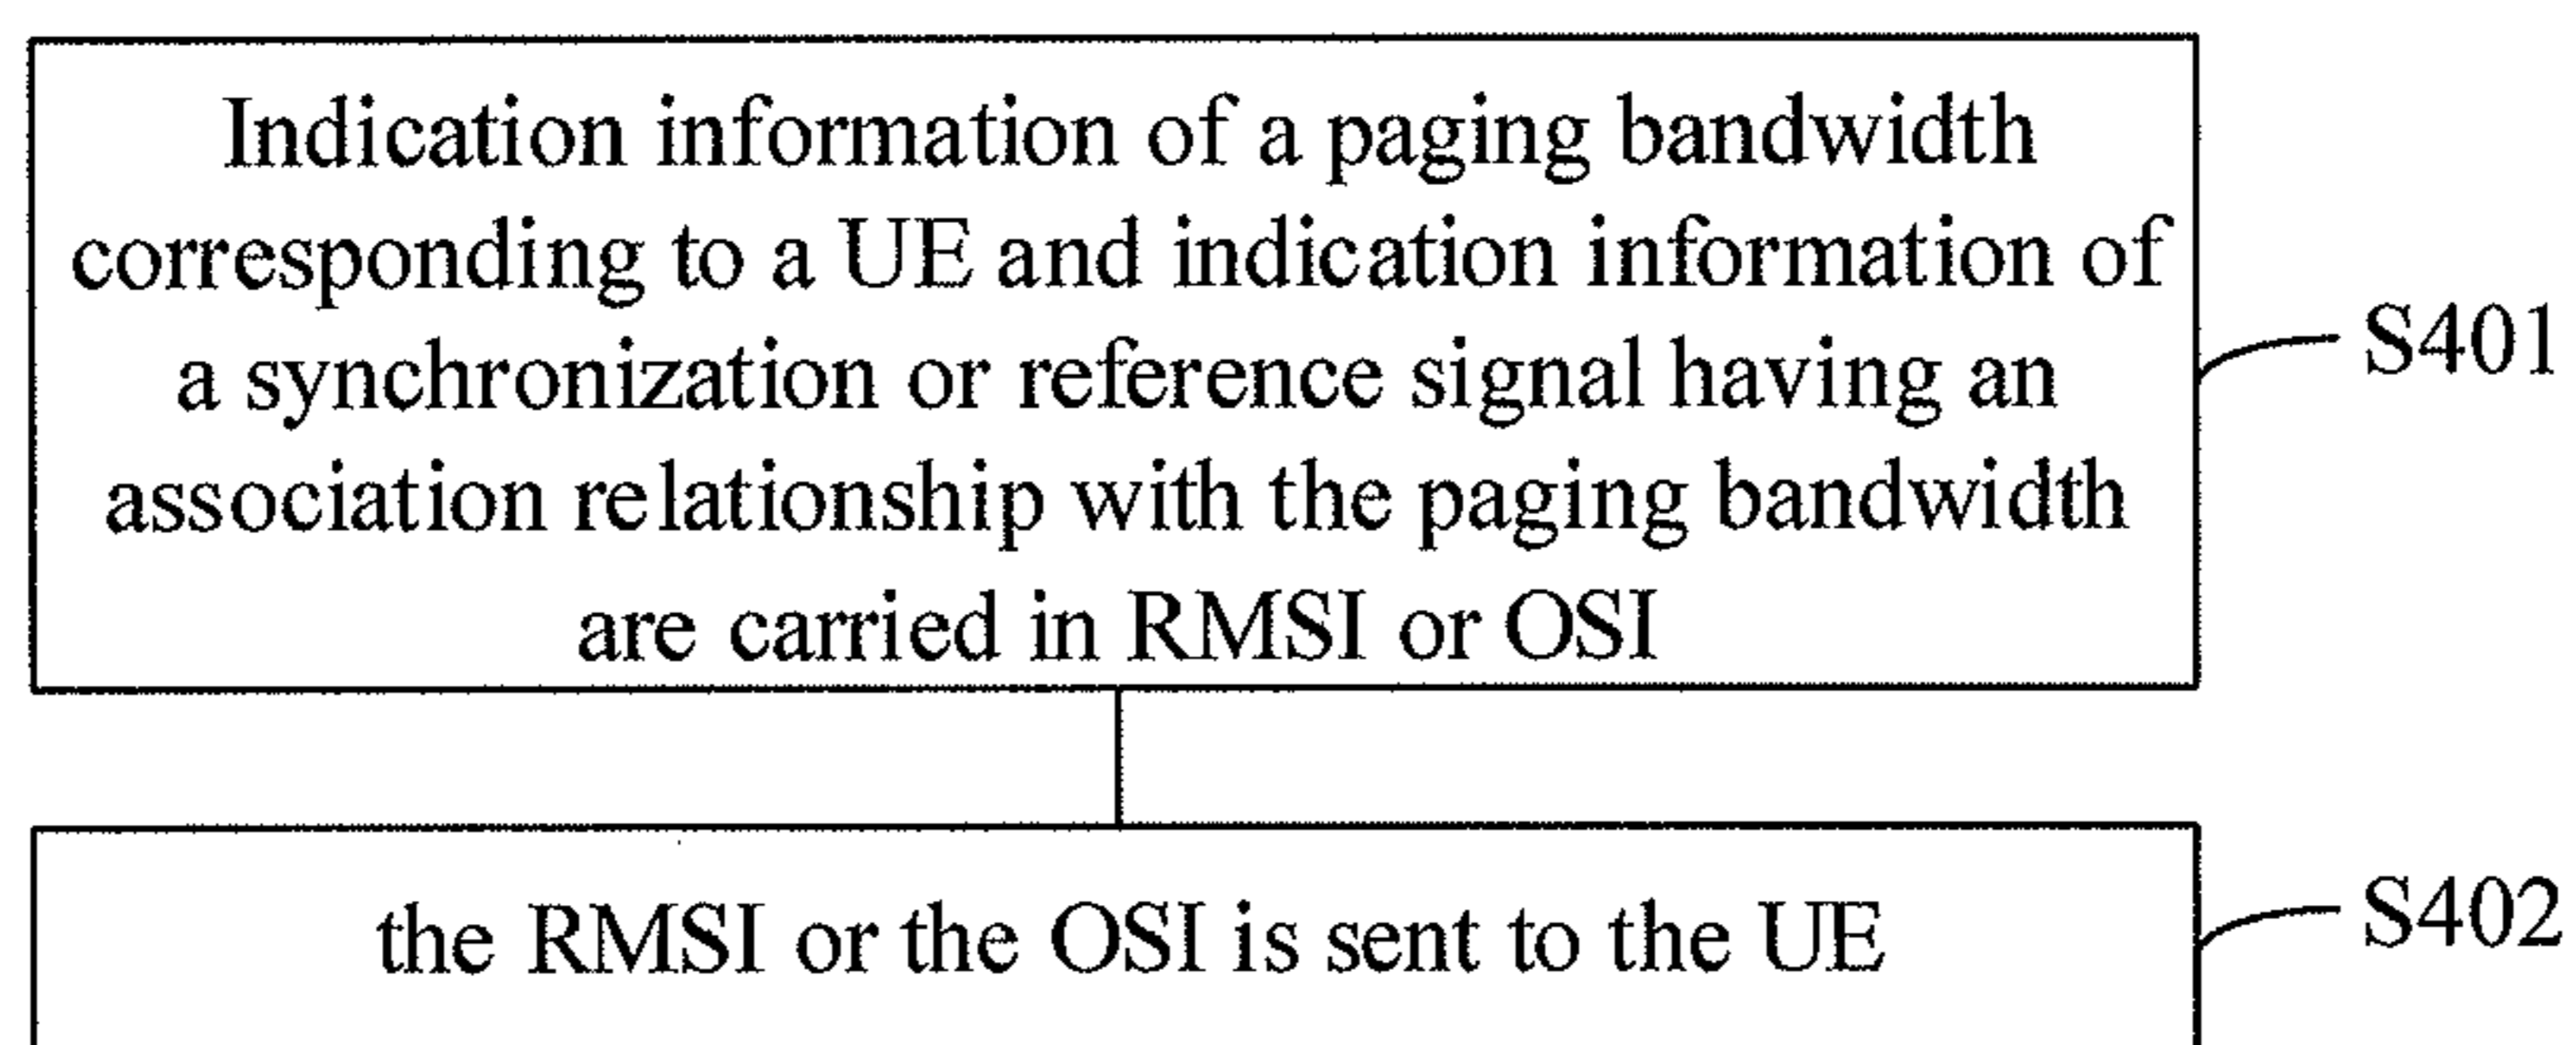 Indication information of a paging bandwidth
corresponding to a UE and indication information of
a synchronization or reference signal having an
association relationship with the paging bandwidth
are carried in RMSI or OSI
S401
the RMSI or the OSI is sent to the UE
S402